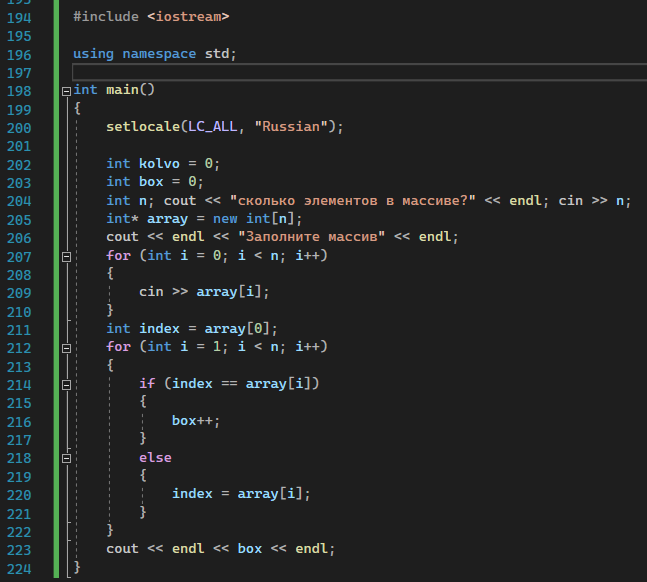 193
194 #include <iostream>
195
196 using namespace std;
197
198 int main()
199 {
200 setlocale(LC_ALL, "Russian");
201
202 int kolvo = 0;
203 int box = 0;
204 int n; cout << "сколько элементов в массиве?" << endl; cin >> n;
205 int* array = new int[n];
206 cout << endl << "Заполните массив" << endl;
207 for (int i = 0; i < n; i++)
208 {
209 cin >> array[i];
210 }
211 int index = array[0];
212 for (int i = 1; i < n; i++)
213 {
214 if (index == array[i])
215 {
216 box++;
217 }
218 else
219 {
220 index = array[i];
221 }
222 }
223 cout << endl << box << endl;
224 }